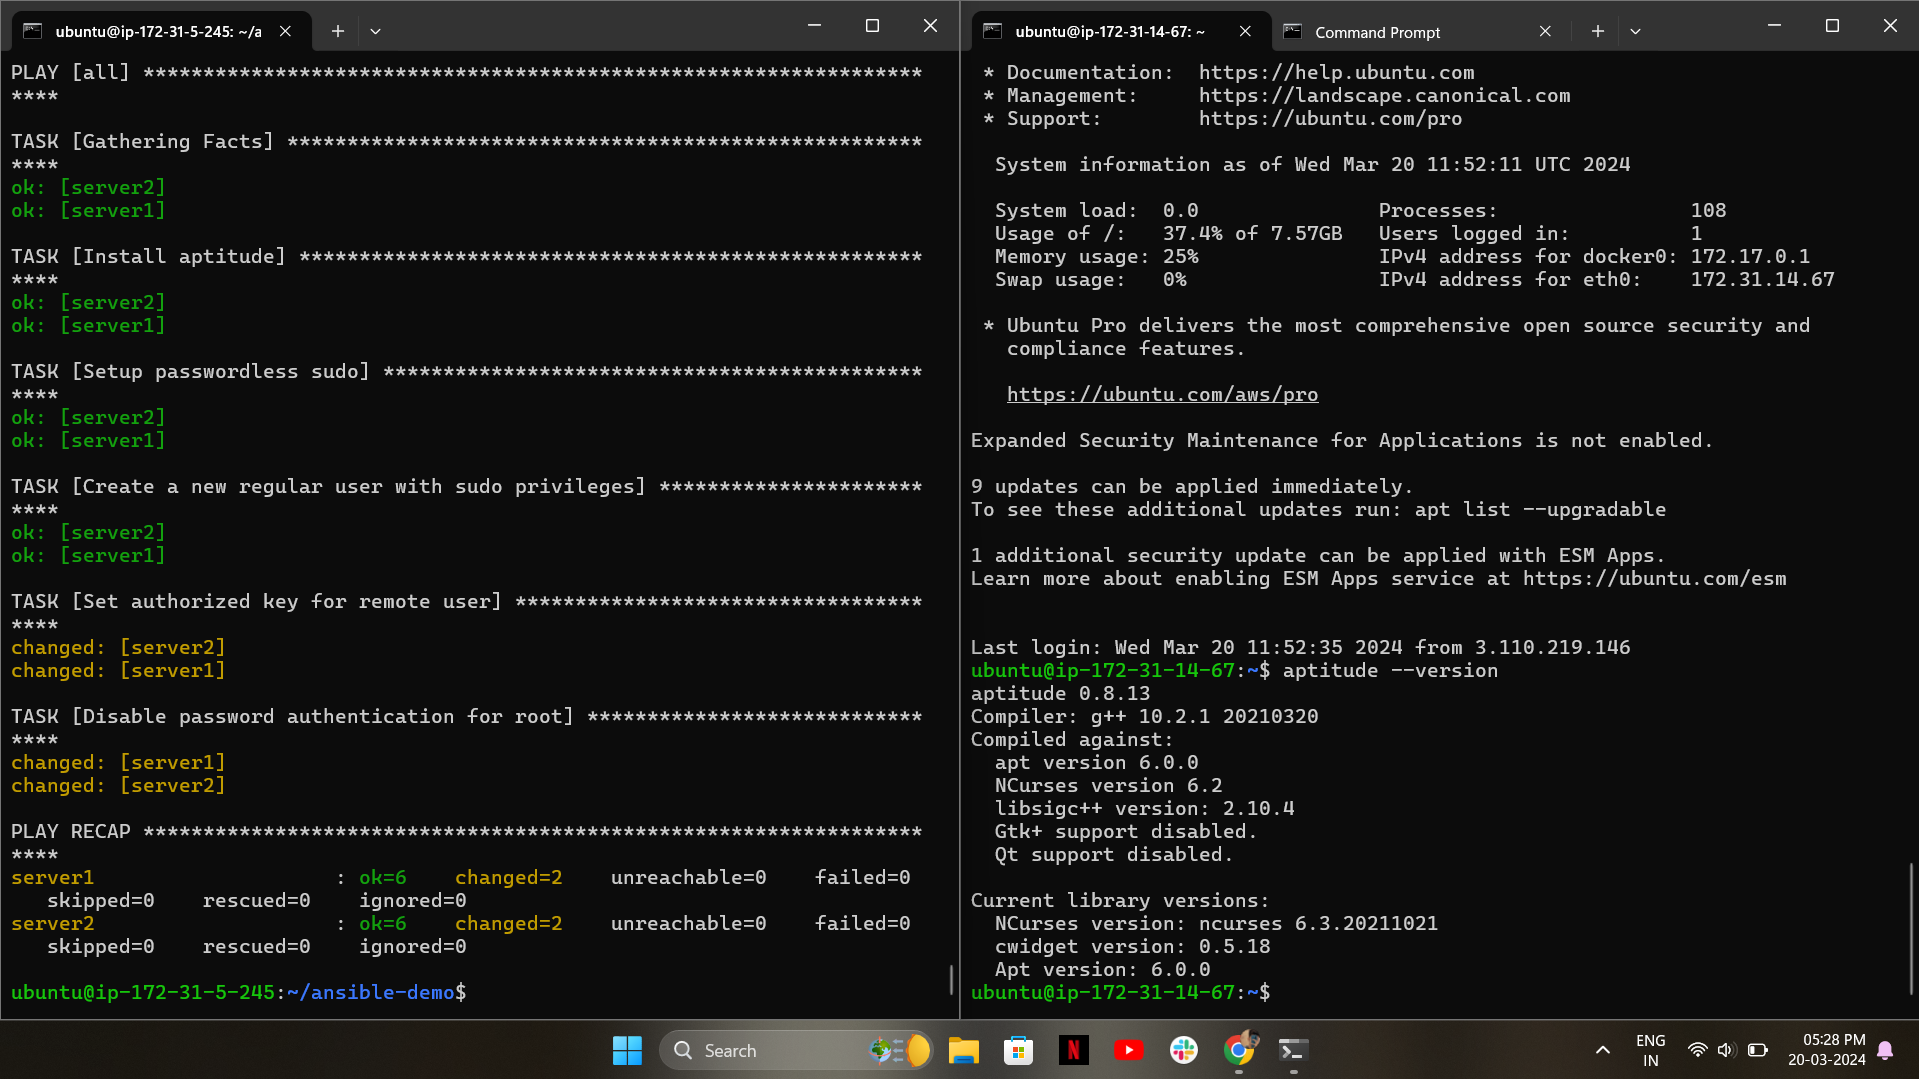 ubuntu@ip-172-31-5-245: ~/a
PLAY [all] *****************************************************************
****
TASK [Gathering Facts] *****************************************************
****
ok: [server2]
ok: [server1]
TASK [Install aptitude] ****************************************************
****
ok: [server2]
ok: [server1]
TASK [Setup passwordless sudo] *********************************************
****
ok: [server2]
ok: [server1]
TASK [Create a new regular user with sudo privileges] **********************
****
ok: [server2]
ok: [server1]
TASK [Set authorized key for remote user] **********************************
****
changed: [server2]
changed: [server1]
TASK [Disable password authentication for root] ****************************
****
changed: [server1]
changed: [server2]
PLAY RECAP *****************************************************************
****
server1                    : ok=6    changed=2    unreachable=0    failed=0
   skipped=0    rescued=0    ignored=0
server2                    : ok=6    changed=2    unreachable=0    failed=0
   skipped=0    rescued=0    ignored=0
ubuntu@ip-172-31-5-245:~/ansible-demo$
ubuntu@ip-172-31-14-67: ~
Command Prompt
 * Documentation:  https://help.ubuntu.com
 * Management:     https://landscape.canonical.com
 * Support:        https://ubuntu.com/pro
  System information as of Wed Mar 20 11:52:11 UTC 2024
  System load:  0.0               Processes:                108
  Usage of /:   37.4% of 7.57GB   Users logged in:          1
  Memory usage: 25%               IPv4 address for docker0: 172.17.0.1
  Swap usage:   0%                IPv4 address for eth0:    172.31.14.67
 * Ubuntu Pro delivers the most comprehensive open source security and
   compliance features.
   https://ubuntu.com/aws/pro
Expanded Security Maintenance for Applications is not enabled.
9 updates can be applied immediately.
To see these additional updates run: apt list --upgradable
1 additional security update can be applied with ESM Apps.
Learn more about enabling ESM Apps service at https://ubuntu.com/esm
Last login: Wed Mar 20 11:52:35 2024 from 3.110.219.146
ubuntu@ip-172-31-14-67:~$ aptitude --version
aptitude 0.8.13
Compiler: g++ 10.2.1 20210320
Compiled against:
  apt version 6.0.0
  NCurses version 6.2
  libsigc++ version: 2.10.4
  Gtk+ support disabled.
  Qt support disabled.
Current library versions:
  NCurses version: ncurses 6.3.20211021
  cwidget version: 0.5.18
  Apt version: 6.0.0
ubuntu@ip-172-31-14-67:~$
Search
N
ENG
IN
05:28 PM
20-03-2024